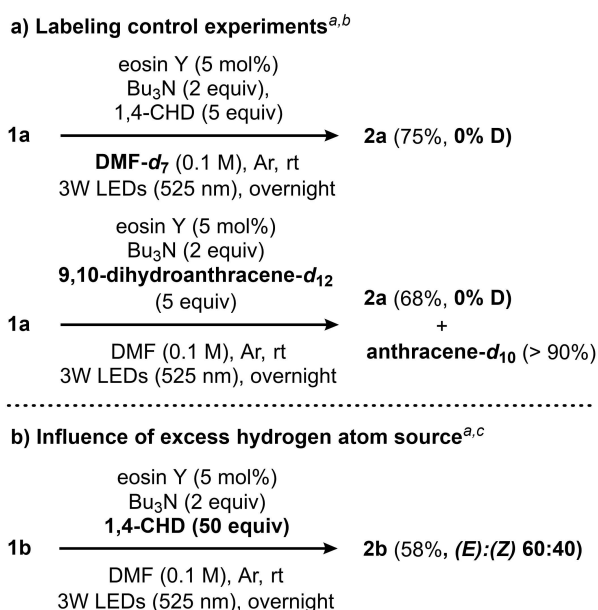 a) Labeling control experiments^a,b
eosin Y (5 mol%)
Bu3N (2 equiv),
1,4-CHD (5 equiv)
1a 2a (75%, 0% D)
DMF-d7 (0.1 M), Ar, rt
3W LEDs (525 nm), overnight
eosin Y (5 mol%)
Bu3N (2 equiv)
9,10-dihydroanthracene-d12
(5 equiv)
2a (68%, 0% D)
1a +
anthracene-d10 (> 90%)
DMF (0.1 M), Ar, rt
3W LEDs (525 nm), overnight
b) Influence of excess hydrogen atom source^a,c
eosin Y (5 mol%)
Bu3N (2 equiv)
1,4-CHD (50 equiv)
1b 2b (58%, (E):(Z) 60:40)
DMF (0.1 M), Ar, rt
3W LEDs (525 nm), overnight